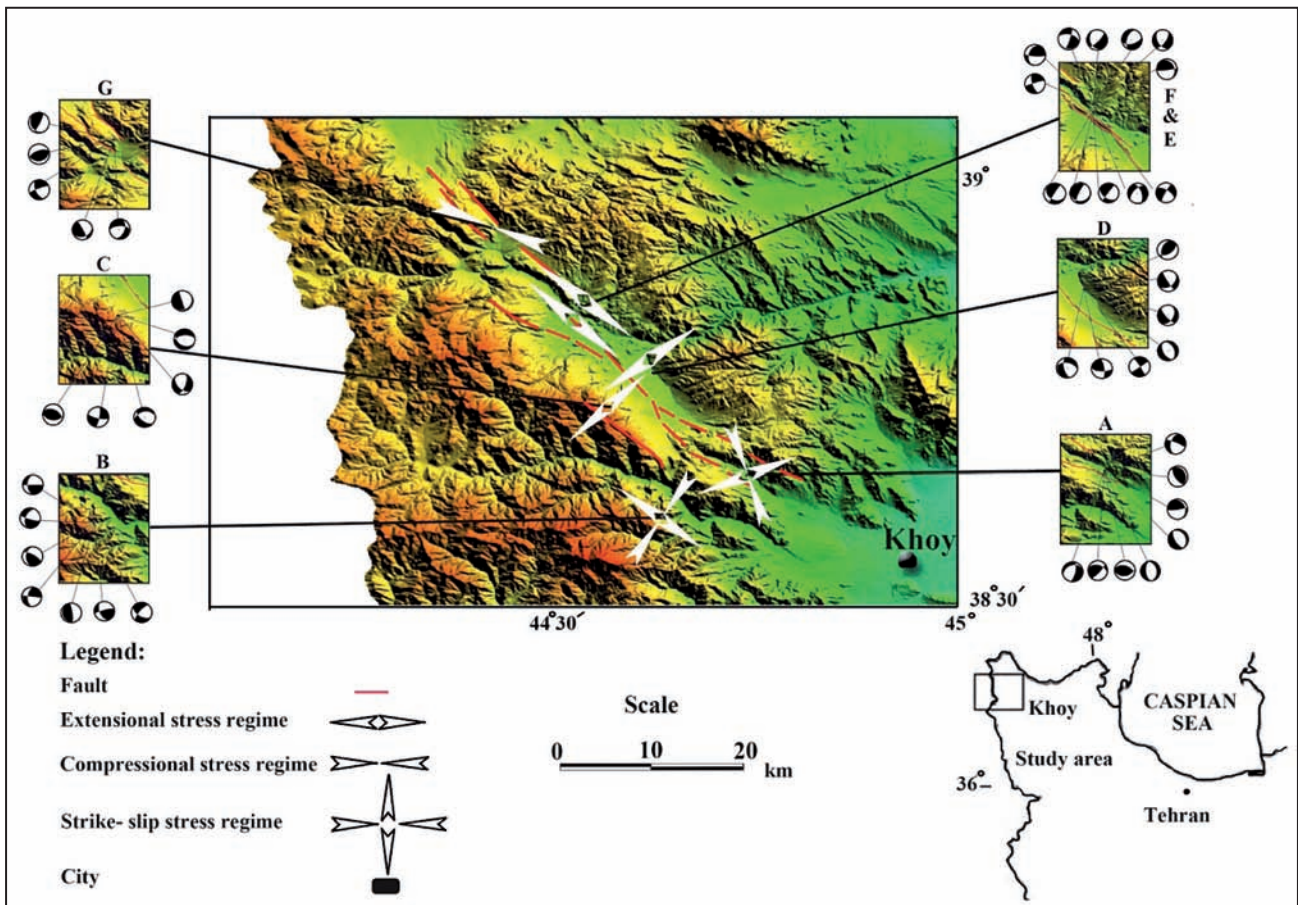 G
F
&
E
39°
C
D
B
A
Khoy
44°30′
45°
38°30′
Legend:
Fault
Extensional stress regime
Compressional stress regime
Strike- slip stress regime
City
Scale
0 10 20
km
48°
Khoy
CASPIAN
SEA
Study area
36°
Tehran